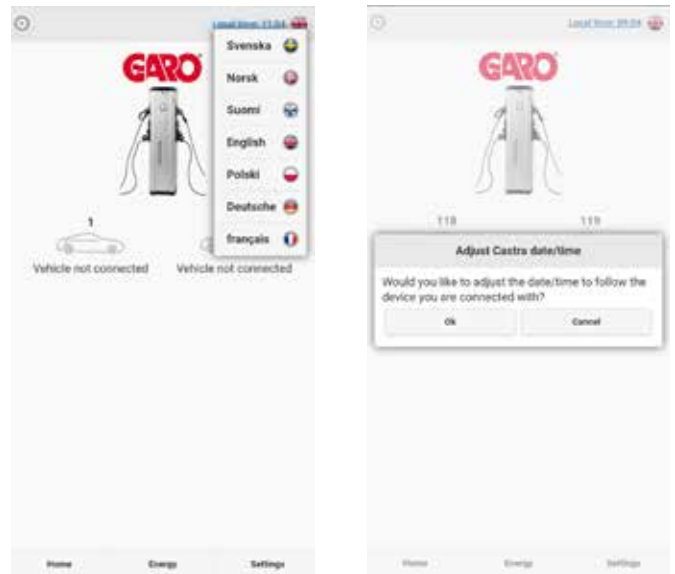 Local time: 11:04
Svenska
GARO
Norsk
Suomi
English
Polski
Deutsche
français
1
Vehicle not connected
Vehicle not connected
Home
Energy
Settings
Local time: 09:04
GARO
118
119
Adjust Castra date/time
Would you like to adjust the date/time to follow the
device you are connected with?
Ok
Cancel
Home
Energy
Settings